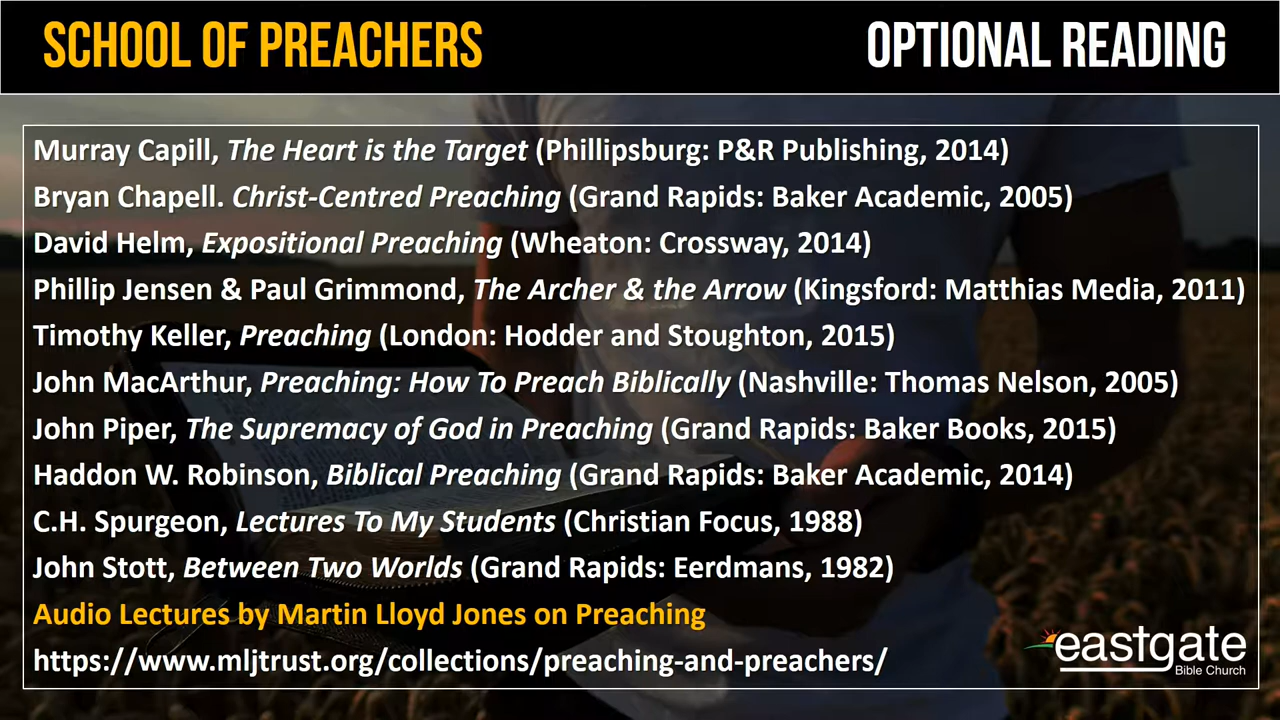 SCHOOL OF PREACHERS
OPTIONAL READING
Murray Capill, The Heart is the Target (Phillipsburg: P&R Publishing, 2014)
Bryan Chapell. Christ-Centred Preaching (Grand Rapids: Baker Academic, 2005)
David Helm, Expositional Preaching (Wheaton: Crossway, 2014)
Phillip Jensen & Paul Grimmond, The Archer & the Arrow (Kingsford: Matthias Media, 2011)
Timothy Keller, Preaching (London: Hodder and Stoughton, 2015)
John MacArthur, Preaching: How To Preach Biblically (Nashville: Thomas Nelson, 2005)
John Piper, The Supremacy of God in Preaching (Grand Rapids: Baker Books, 2015)
Haddon W. Robinson, Biblical Preaching (Grand Rapids: Baker Academic, 2014)
C.H. Spurgeon, Lectures To My Students (Christian Focus, 1988)
John Stott, Between Two Worlds (Grand Rapids: Eerdmans, 1982)
Audio Lectures by Martin Lloyd Jones on Preaching
https://www.mljtrust.org/collections/preaching-and-preachers/
eastgate
Bible Church